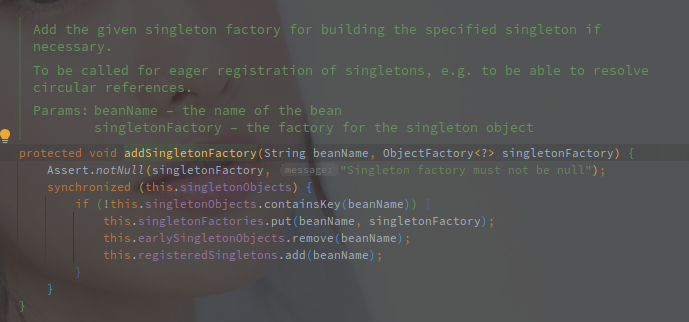 Add the given singleton factory for building the specified singleton if
necessary.
To be called for eager registration of singletons, e.g. to be able to resolve
circular references.
Params: beanName – the name of the bean
singletonFactory – the factory for the singleton object
protected void addSingletonFactory(String beanName, ObjectFactory<?> singletonFactory) {
Assert.notNull(singletonFactory, message: "Singleton factory must not be null");
synchronized (this.singletonObjects) {
if (!this.singletonObjects.containsKey(beanName)) {
this.singletonFactories.put(beanName, singletonFactory);
this.earlySingletonObjects.remove(beanName);
this.registeredSingletons.add(beanName);
}
}
}